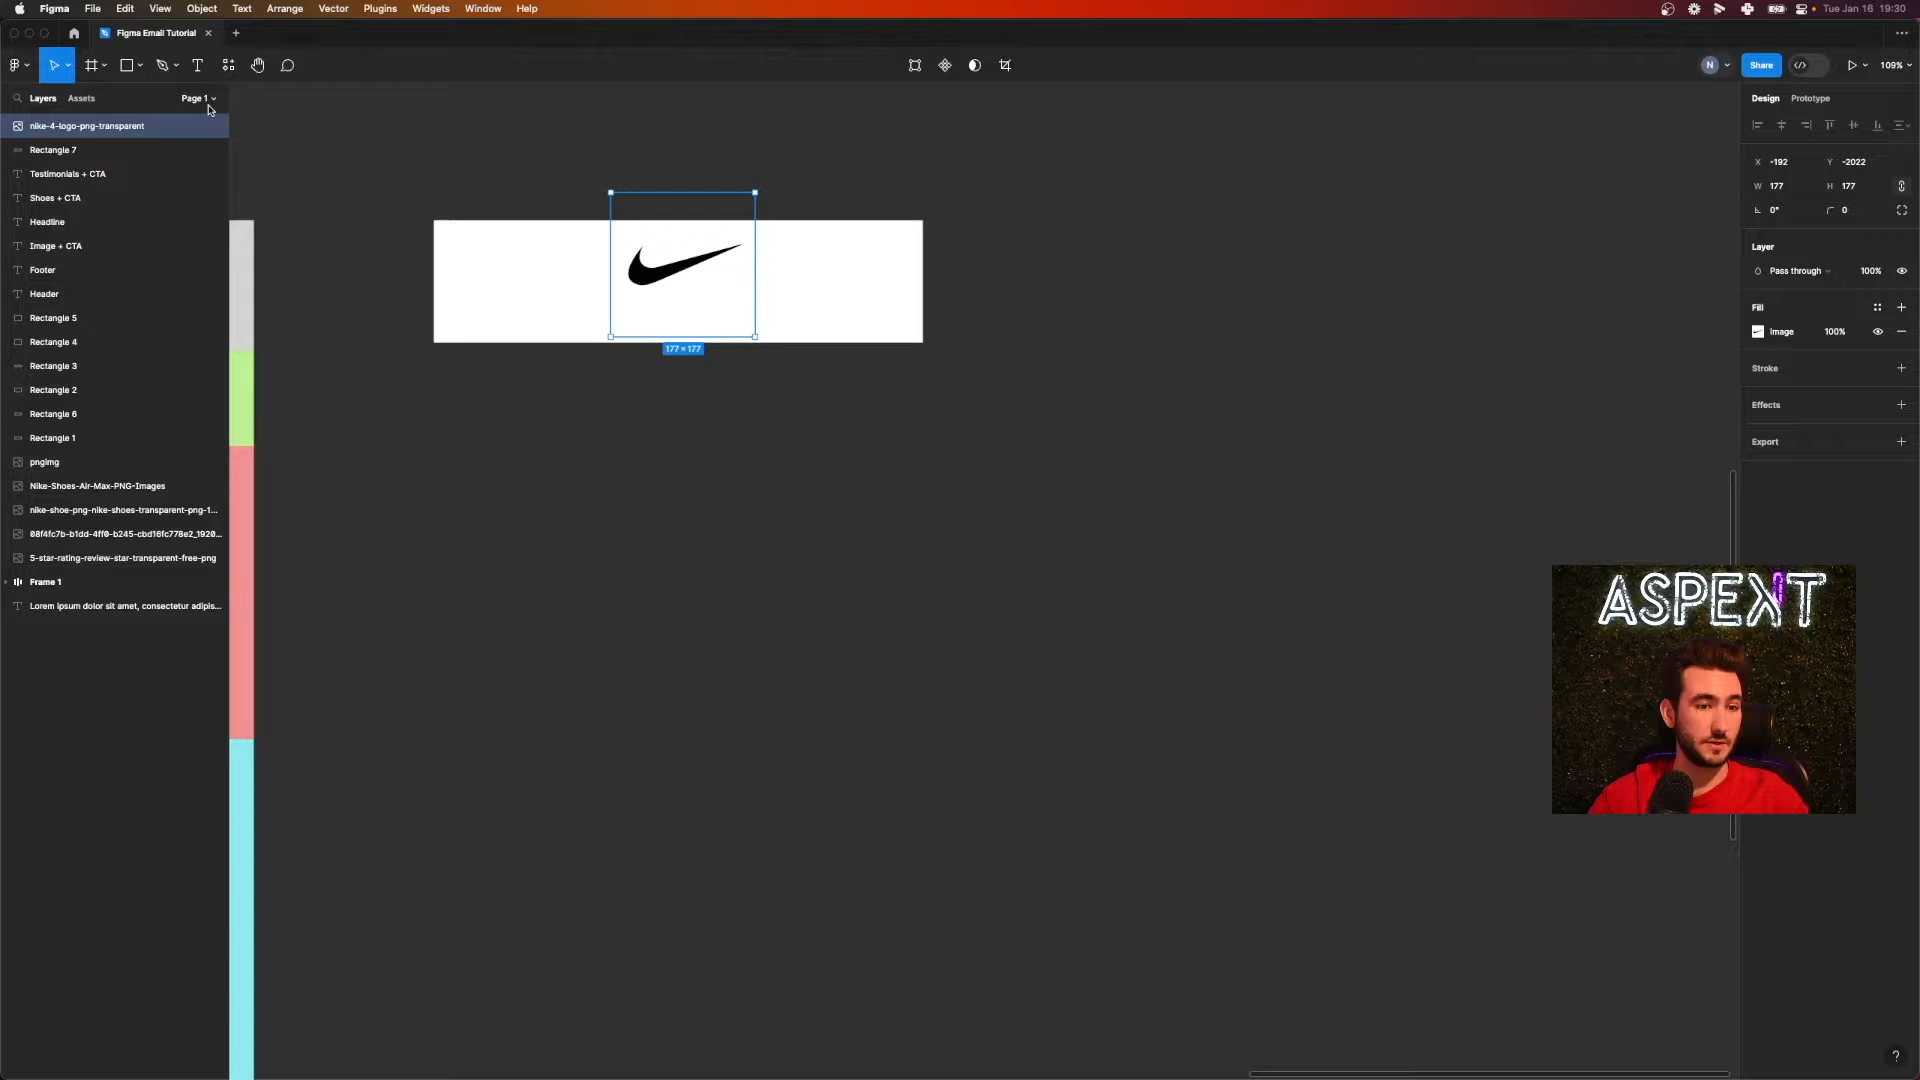 Figma File Edit View Object Text Arrange Vector Plugins Widgets Window Help Tue Jan 16 19:30
Figma Email Tutorial
N Share 109%
Layers Assets Page 1
nike-4-logo-png-transparent
Rectangle 7
Testimonials + CTA
Shoes + CTA
Headline
Image + CTA
Footer
Header
Rectangle 5
Rectangle 4
Rectangle 3
Rectangle 2
Rectangle 6
Rectangle 1
pngimg
Nike-Shoes-Air-Max-PNG-Images
nike-shoe-png-nike-shoes-transparent-png-1...
08f4fc7b-b1dd-4ff0-b245-cbd16fc778e2_1920...
5-star-rating-review-star-transparent-free-png
Frame 1
Lorem ipsum dolor sit amet, consectetur adipis...
177 × 177
Design Prototype
X -192 Y -2022
W 177 H 177
0° 0
Layer
Pass through 100%
Fill
Image 100%
Stroke
Effects
Export
ASPEKT
?